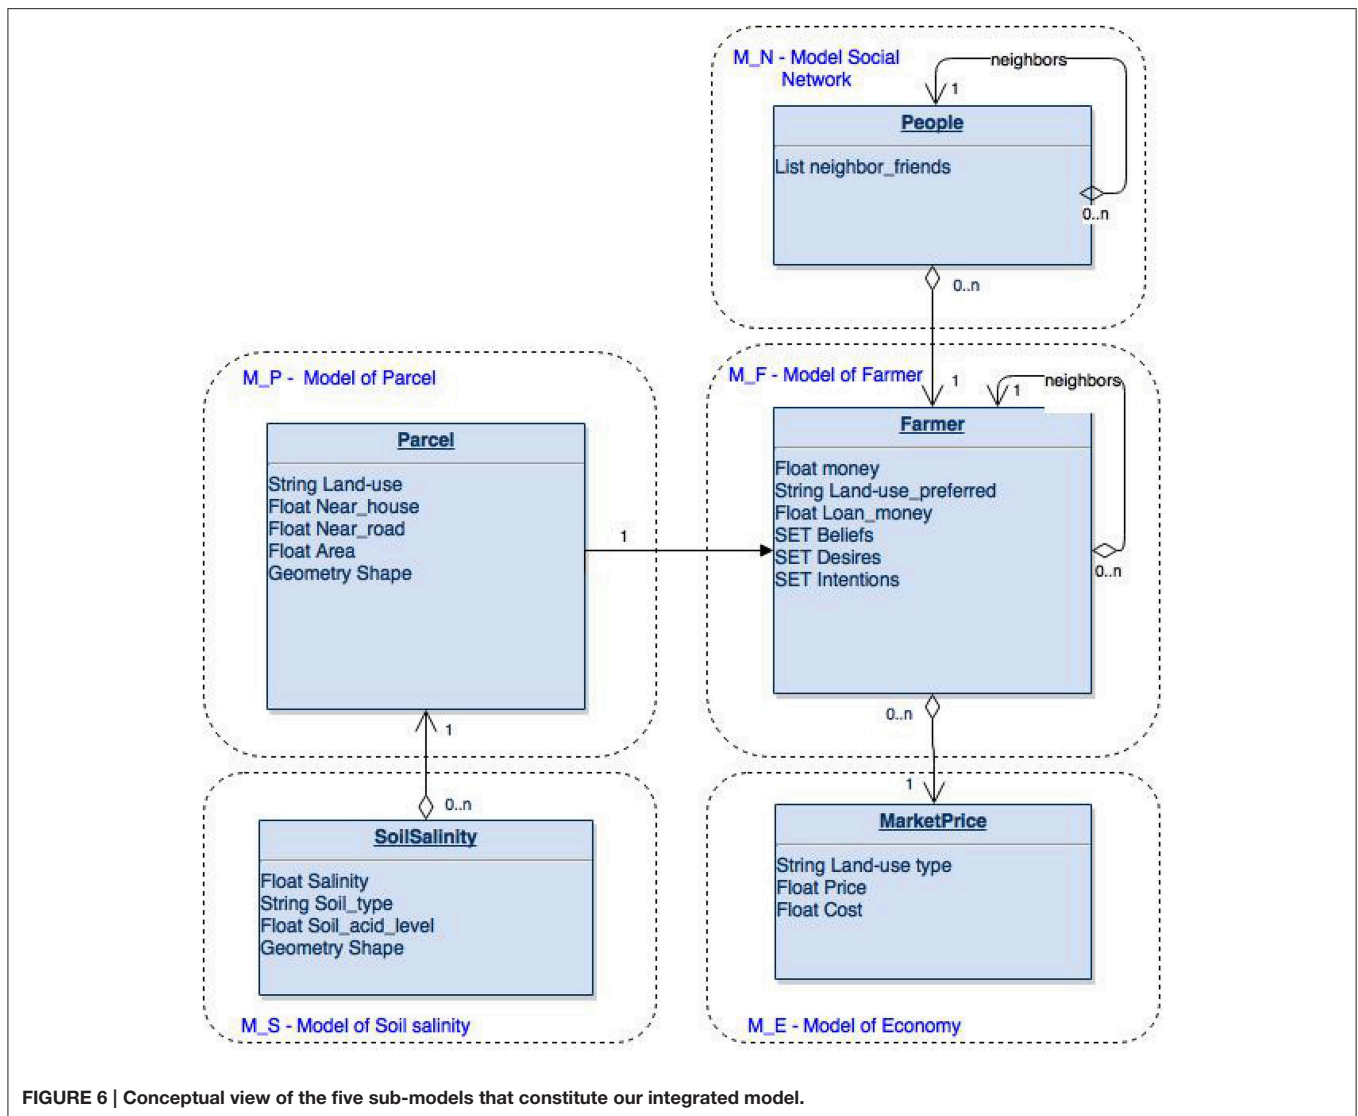 M_N - Model Social
Network
neighbors
1
People
List neighbor_friends
0..n
0..n
M_P -  Model of Parcel
M_F - Model of Farmer
1
neighbors
1
Parcel
String Land-use
Float Near_house
Float Near_road
Float Area
Geometry Shape
1
Farmer
Float money
String Land-use_preferred
Float Loan_money
SET Beliefs
SET Desires
SET Intentions
0..n
1
0..n
0..n
1
SoilSalinity
Float Salinity
String Soil_type
Float Soil_acid_level
Geometry Shape
M_S - Model of Soil salinity
MarketPrice
String Land-use type
Float Price
Float Cost
M_E - Model of Economy
FIGURE 6 | Conceptual view of the five sub-models that constitute our integrated model.